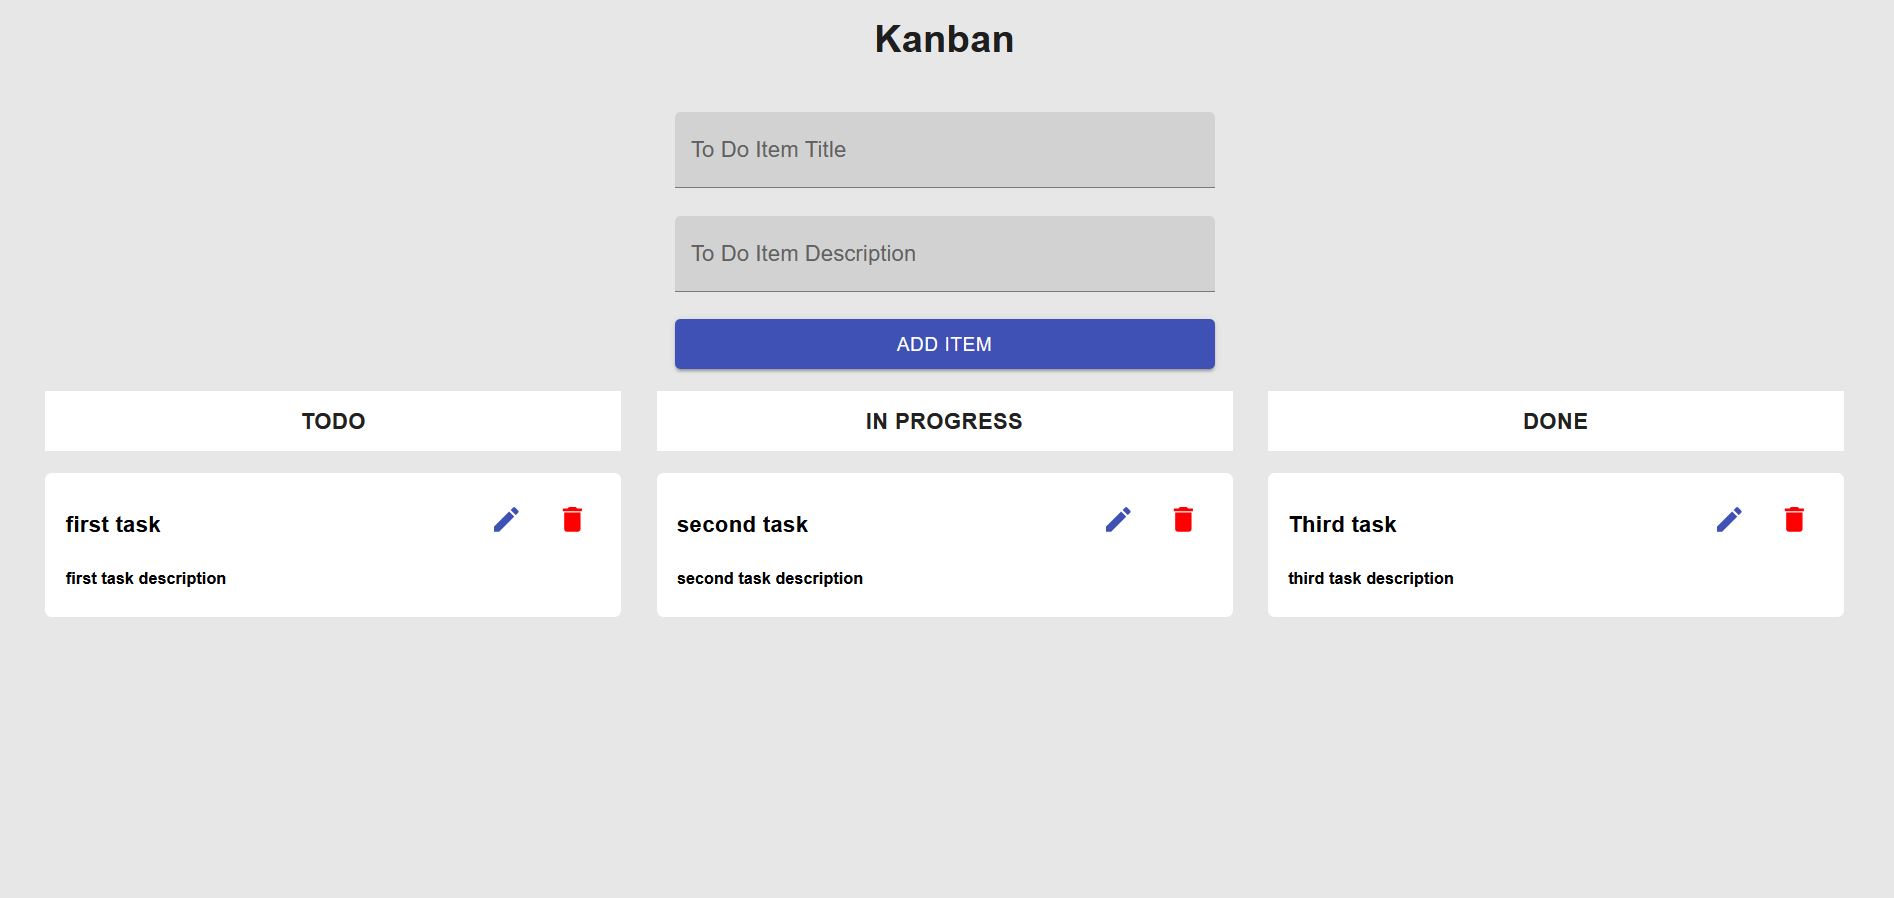 Kanban
To Do Item Title
To Do Item Description
ADD ITEM
TODO
IN PROGRESS
DONE
first task
first task description
second task
second task description
Third task
third task description